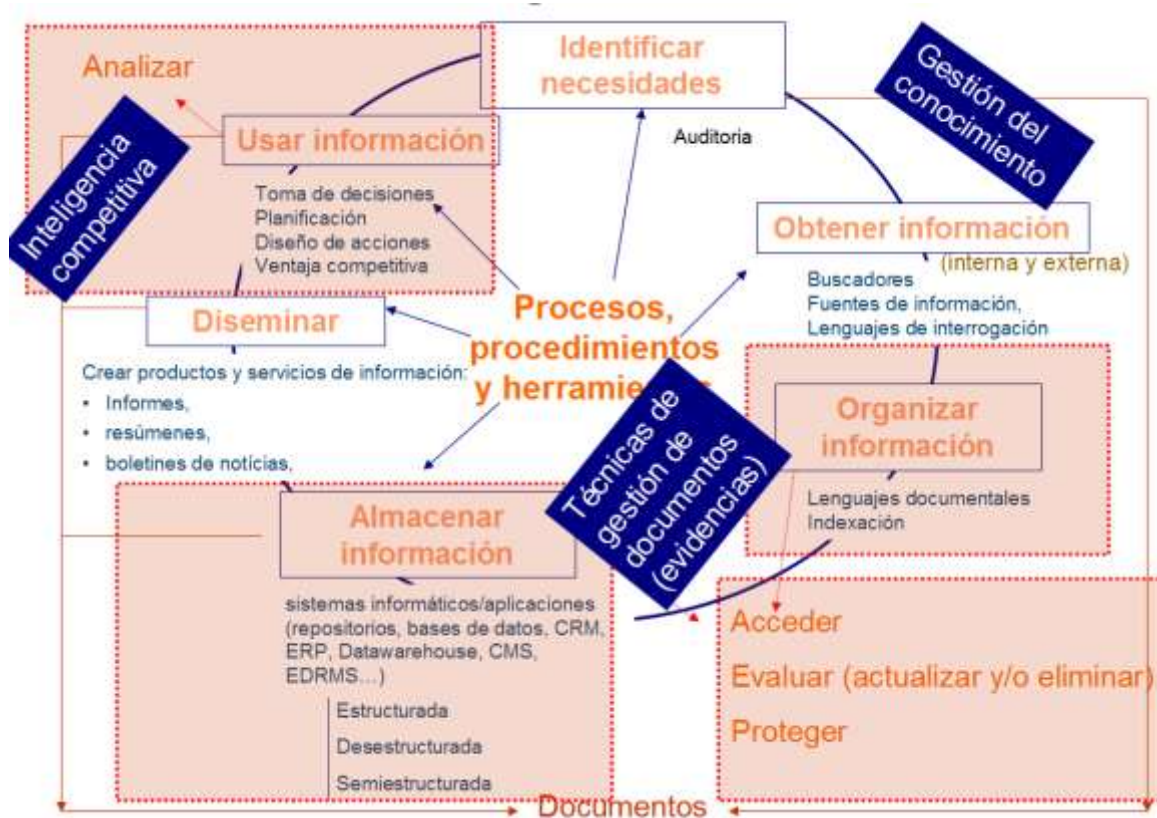 Identificar
necesidades
Auditoria
Gestión del
conocimiento
Analizar
Usar información
Toma de decisiones
Planificación
Diseño de acciones
Ventaja competitiva
Inteligencia
competitiva
Obtener información
(interna y externa)
Buscadores
Fuentes de información,
Lenguajes de interrogación
Diseminar
Crear productos y servicios de información:
• Informes,
• resúmenes,
• boletines de notícias,
Procesos,
procedimientos
y
Organizar
información
Lenguajes documentales
Indexación
Técnicas de
gestión de
documentos
(evidencias)
Almacenar
información
sistemas informáticos/aplicaciones
(repositorios, bases de datos, CRM,
ERP, Datawarehouse, CMS,
EDRMS...)
Estructurada
Desestructurada
Semiestructurada
Acceder
Evaluar (actualizar y/o eliminar)
Proteger
Documentos